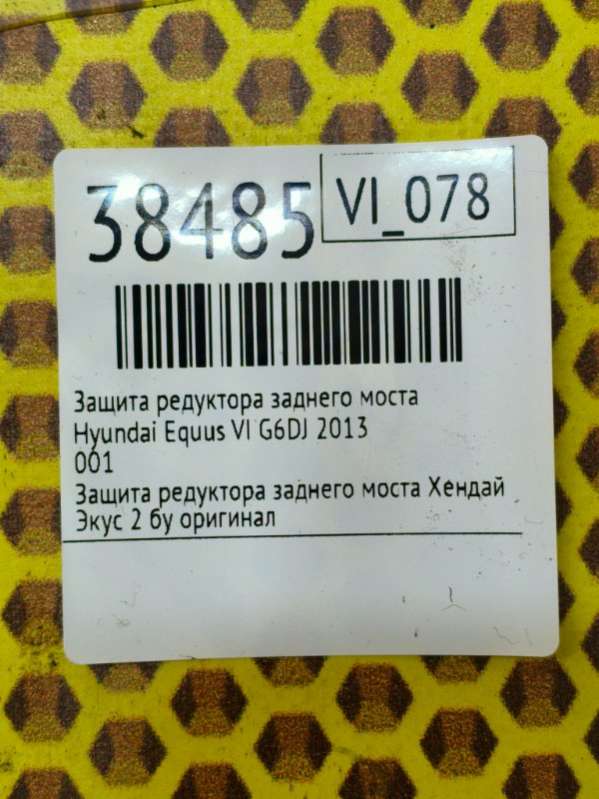 38485
VI_078
Защита редуктора заднего моста
Hyundai Equus VI G6DJ 2013
001
Защита редуктора заднего моста Хендай
Экус 2 бу оригинал